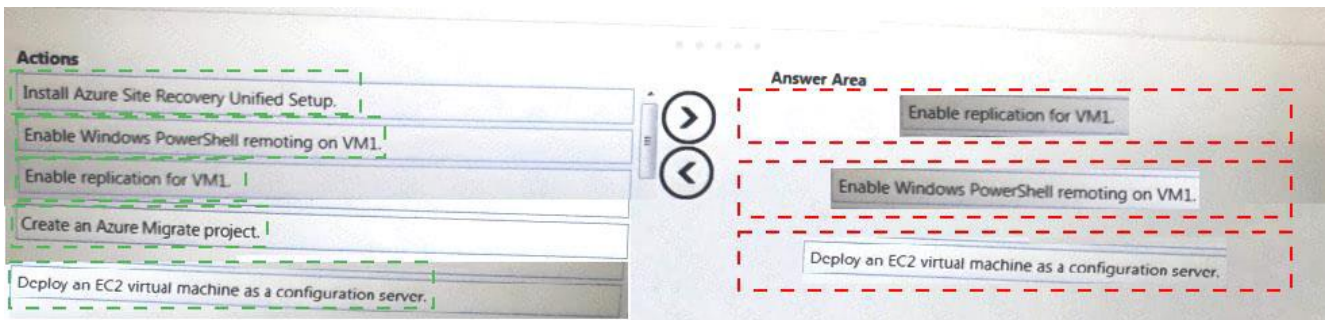 Actions
Install Azure Site Recovery Unified Setup.
Enable Windows PowerShell remoting on VM1.
Enable replication for VM1.
Create an Azure Migrate project.
Deploy an EC2 virtual machine as a configuration server.
Answer Area
Enable replication for VM1.
Enable Windows PowerShell remoting on VM1.
Deploy an EC2 virtual machine as a configuration server.